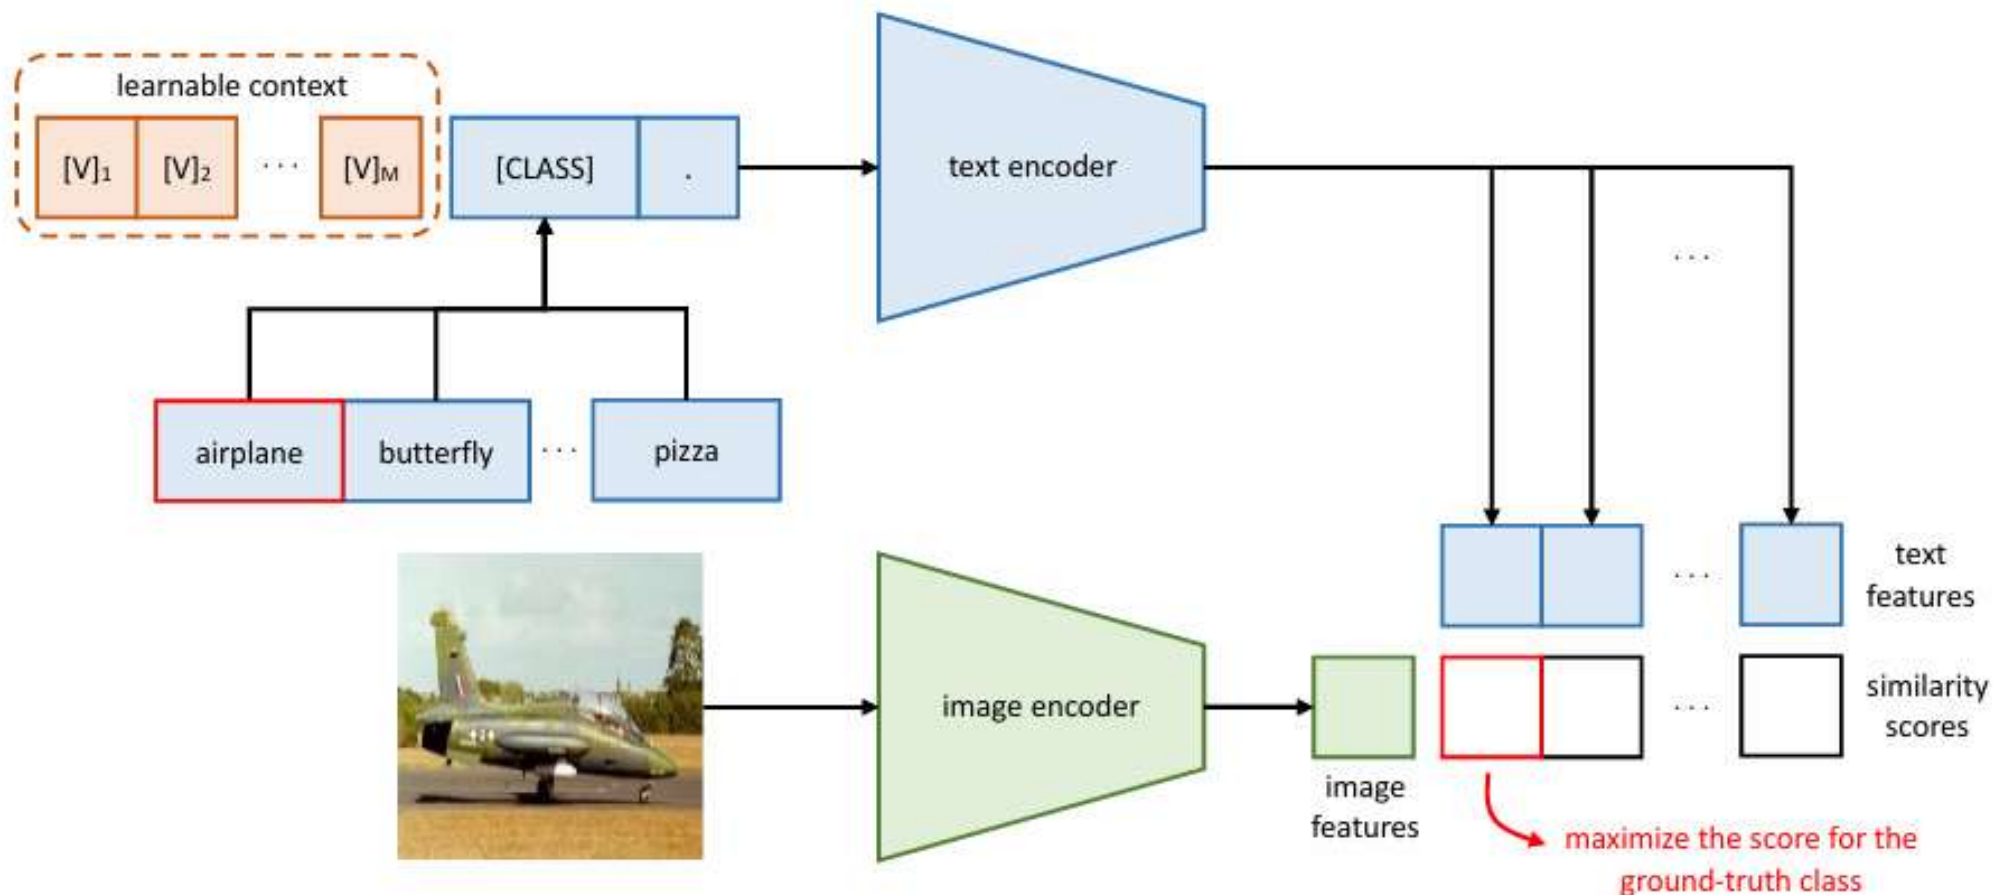 learnable context
[V]₁ [V]₂ ... [V]M [CLASS] .
text encoder
...
airplane butterfly ... pizza
... text
features
image encoder
... similarity
scores
image
features
maximize the score for the
ground-truth class